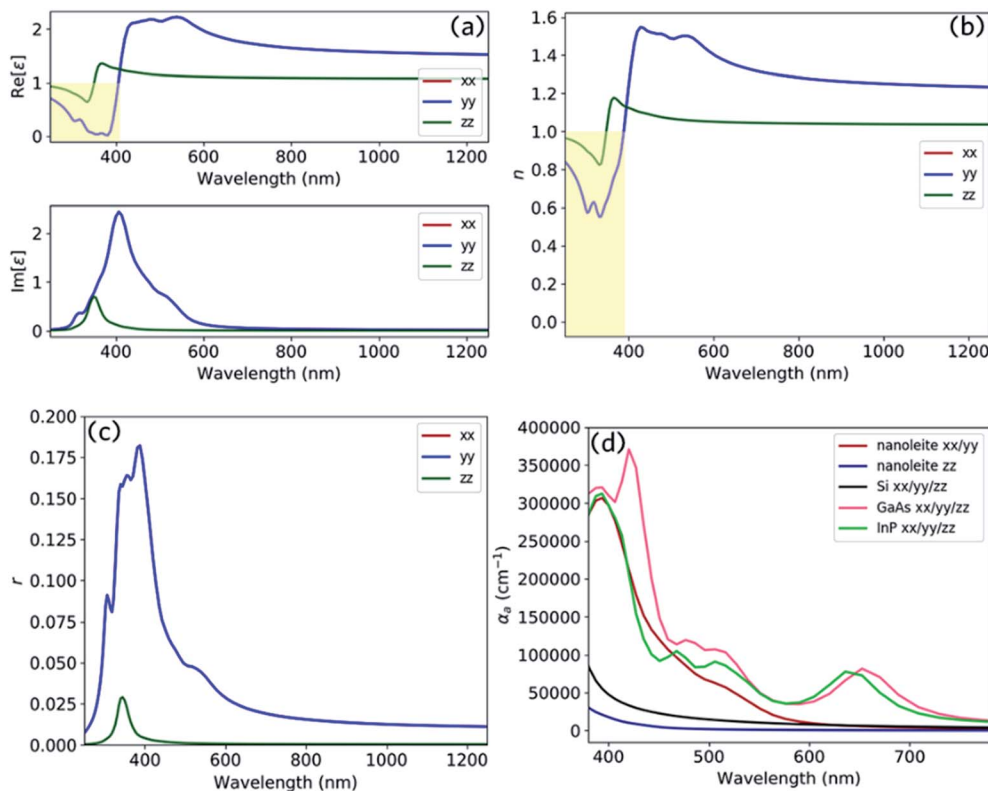 (a)
Re[ε]
2
1
0
xx
yy
zz
400 600 800 1000 1200
Wavelength (nm)
Im[ε]
2
1
0
xx
yy
zz
400 600 800 1000 1200
Wavelength (nm)
(b)
n
1.6
1.4
1.2
1.0
0.8
0.6
0.4
0.2
0.0
xx
yy
zz
400 600 800 1000 1200
Wavelength (nm)
(c)
r
0.200
0.175
0.150
0.125
0.100
0.075
0.050
0.025
0.000
xx
yy
zz
200 400 600 800 1000 1200
Wavelength (nm)
(d)
αa (cm⁻¹)
400000
350000
300000
250000
200000
150000
100000
50000
0
nanoleite xx/yy
nanoleite zz
Si xx/yy/zz
GaAs xx/yy/zz
InP xx/yy/zz
400 500 600 700
Wavelength (nm)